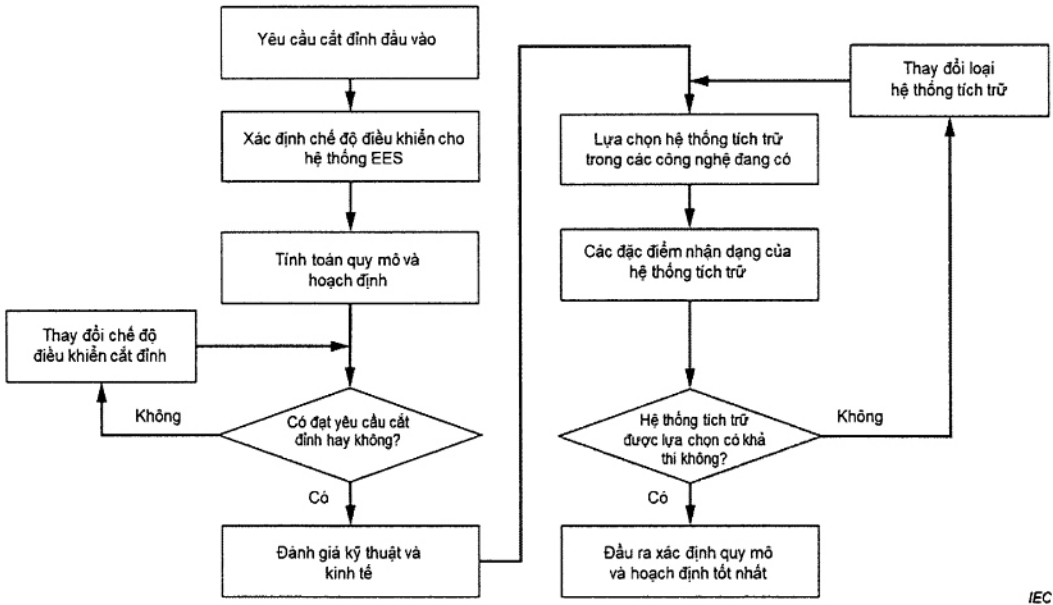 Yêu cầu cắt đỉnh đầu vào
Xác định chế độ điều khiển cho
hệ thống EES
Tính toán quy mô và
hoạch định
Thay đổi chế độ
điều khiển cắt đỉnh
Không
Có đạt yêu cầu cắt
đỉnh hay không?
Có
Đánh giá kỹ thuật và
kinh tế
Thay đổi loại
hệ thống tích trữ
Lựa chọn hệ thống tích trữ
trong các công nghệ đang có
Các đặc điểm nhận dạng của
hệ thống tích trữ
Hệ thống tích trữ
được lựa chọn có khả
thi không?
Không
Có
Đầu ra xác định quy mô
và hoạch định tốt nhất
IEC